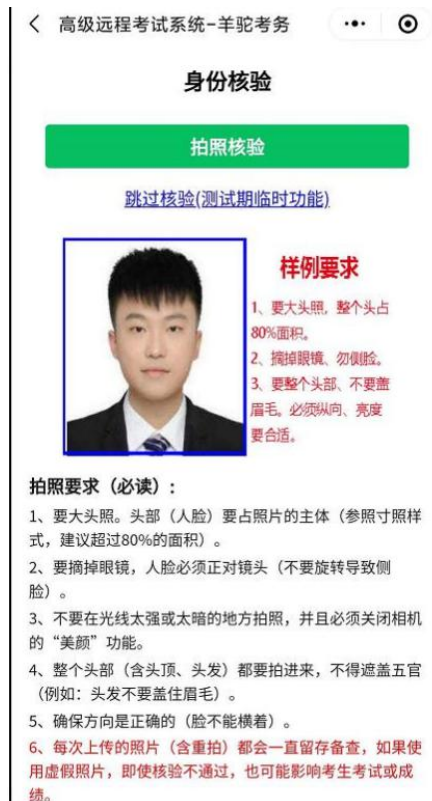 高级远程考试系统-羊驼考务
身份核验
拍照核验
跳过核验(测试期临时功能)
样例要求
1、要大头照，整个头占
80%面积。
2、摘掉眼镜、勿侧脸。
3、要整个头部、不要盖
眉毛。必须纵向、亮度
要合适。
拍照要求（必读）：
1、要大头照。头部（人脸）要占照片的主体（参照寸照样
式，建议超过80%的面积）。
2、要摘掉眼镜，人脸必须正对镜头（不要旋转导致侧
脸）。
3、不要在光线太强或太暗的地方拍照，并且必须关闭相机
的“美颜”功能。
4、整个头部（含头顶、头发）都要拍进来，不得遮盖五官
（例如：头发不要盖住眉毛）。
5、确保方向是正确的（脸不能横着）。
6、每次上传的照片（含重拍）都会一直留存备查，如果使
用虚假照片，即使核验不通过，也可能影响考生考试或成
绩。